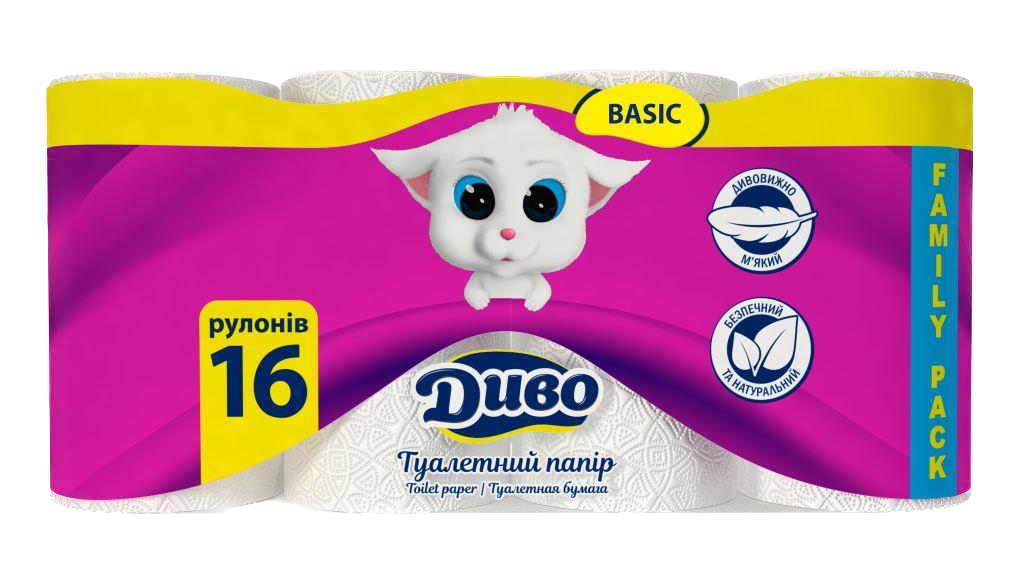 BASIC
ДИВОВИЖНО
М'ЯКИЙ
FAMILY PACK
рулонів
16
БЕЗПЕЧНИЙ
ТА НАТУРАЛЬНИЙ
Диво
Туалетний папір
Toilet paper | Туалетная бумага